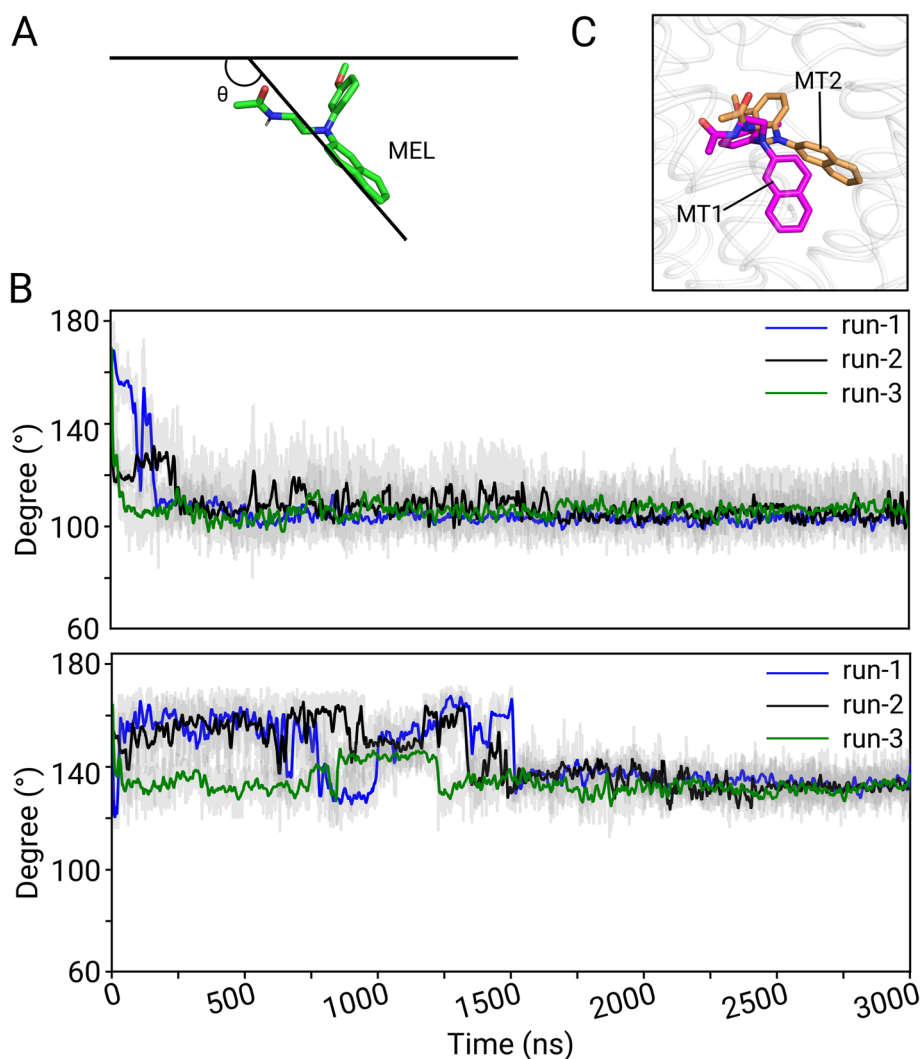 A
θ
MEL
C
MT2
MT1
B
180
140
100
60
Degree (°)
run-1
run-2
run-3
180
140
100
60
Degree (°)
run-1
run-2
run-3
0
500
1000
1500
2000
2500
3000
Time (ns)